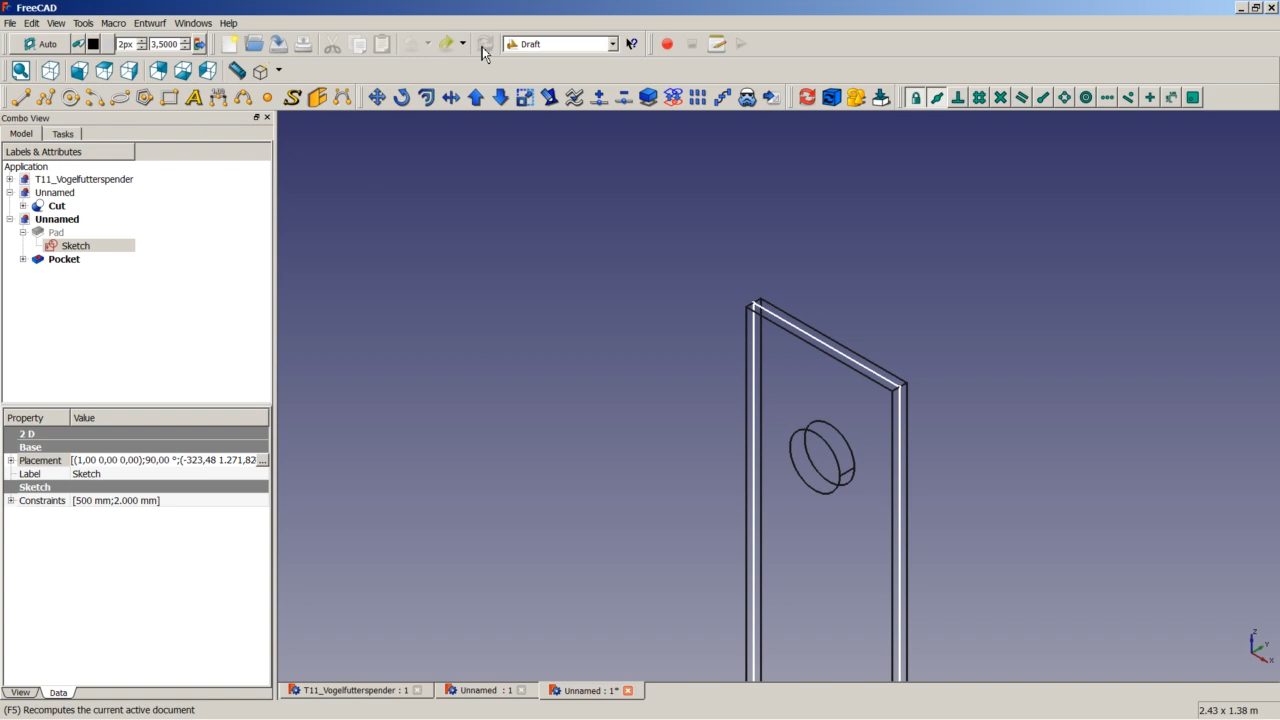 FreeCAD
File Edit View Tools Macro Entwurf Windows Help
Auto 2px 3,5000 Draft
Combo View
Model Tasks
Labels & Attributes
Application
T11_Vogelfutterspender
Unnamed
Cut
Unnamed
Pad
Sketch
Pocket
Property Value
2 D
Base
Placement [(1,00 0,00 0,00);90,00 °;(-323,48 1.271,82 ...
Label Sketch
Sketch
Constraints [500 mm;2.000 mm]
Z
Y
X
View Data
T11_Vogelfutterspender : 1 Unnamed : 1 Unnamed : 1*
(F5) Recomputes the current active document 2.43 x 1.38 m